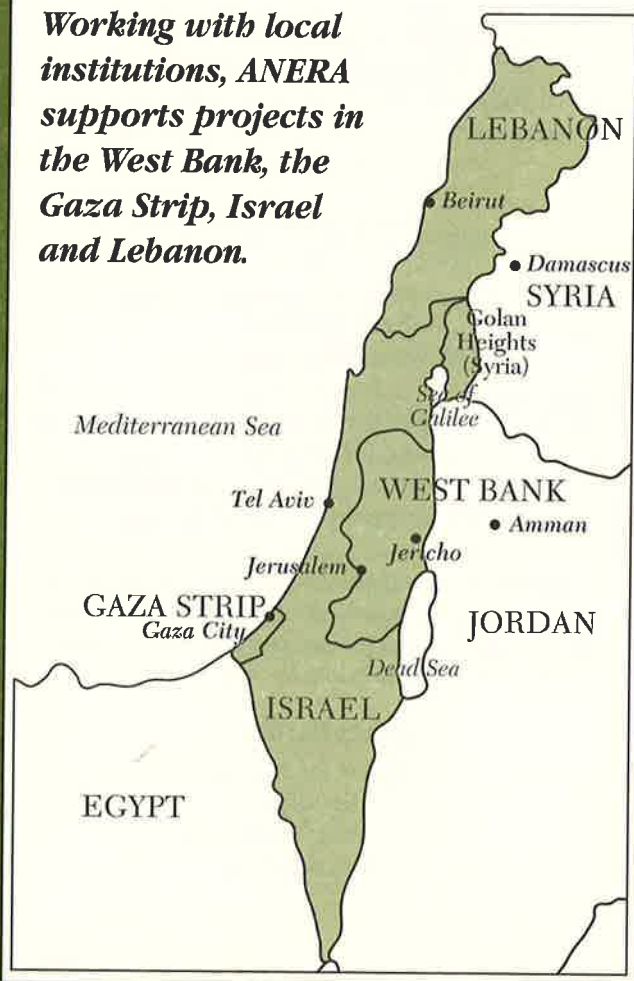 Working with local
institutions, ANERA
supports projects in
the West Bank, the
Gaza Strip, Israel
and Lebanon.
LEBANON
Beirut
Damascus
SYRIA
Golan
Heights
(Syria)
Sea of
Galilee
Mediterranean Sea
WEST BANK
Tel Aviv
Amman
Jericho
Jerusalem
GAZA STRIP
Gaza City
JORDAN
Dead Sea
ISRAEL
EGYPT